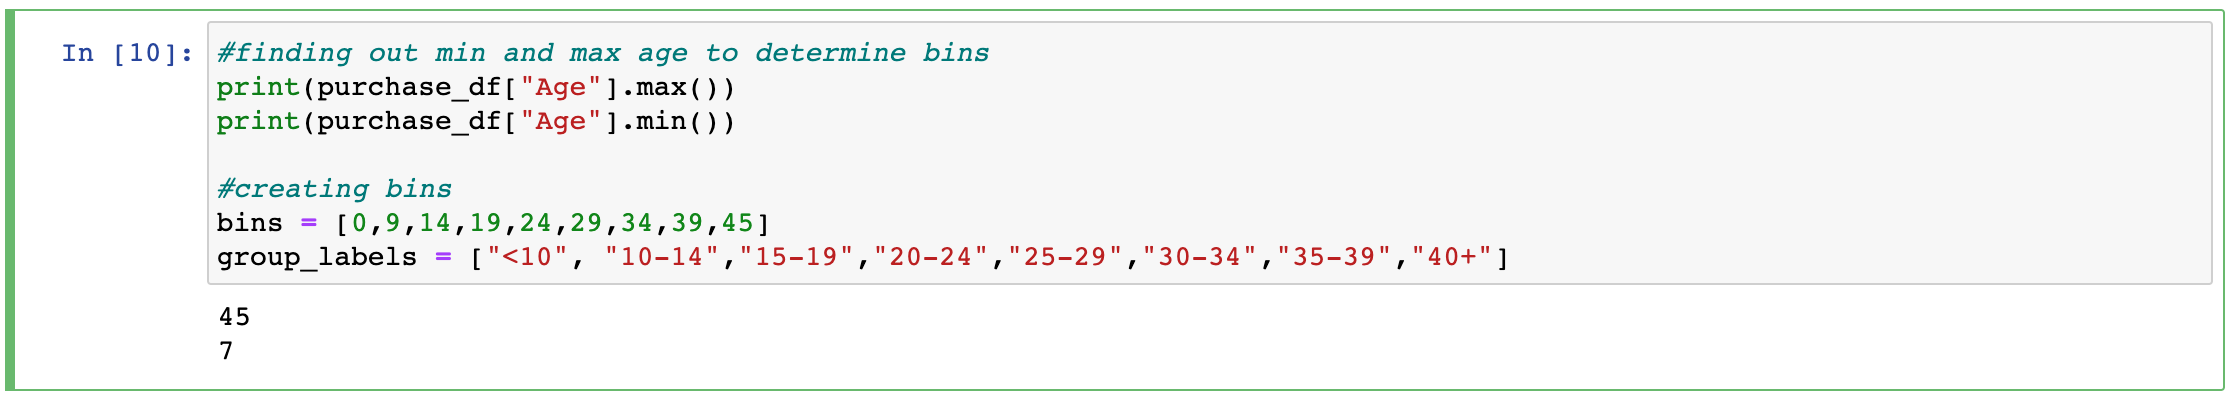 In [10]: #finding out min and max age to determine bins
print(purchase_df["Age"].max())
print(purchase_df["Age"].min())
#creating bins
bins = [0,9,14,19,24,29,34,39,45]
group_labels = ["<10", "10-14","15-19","20-24","25-29","30-34","35-39","40+"]
45
7